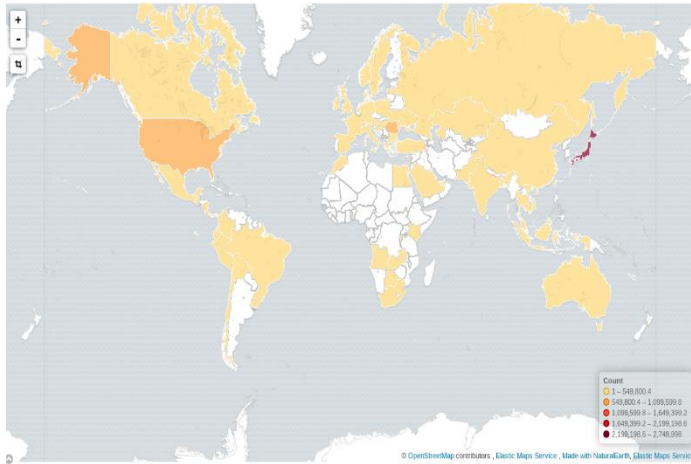 +
-
Count
1 – 549,800.4
549,800.4 – 1,099,599.8
1,099,599.8 – 1,649,399.2
1,649,399.2 – 2,199,198.6
2,199,198.6 – 2,748,998
© OpenStreetMap contributors , Elastic Maps Service , Made with NaturalEarth, Elastic Maps Servic